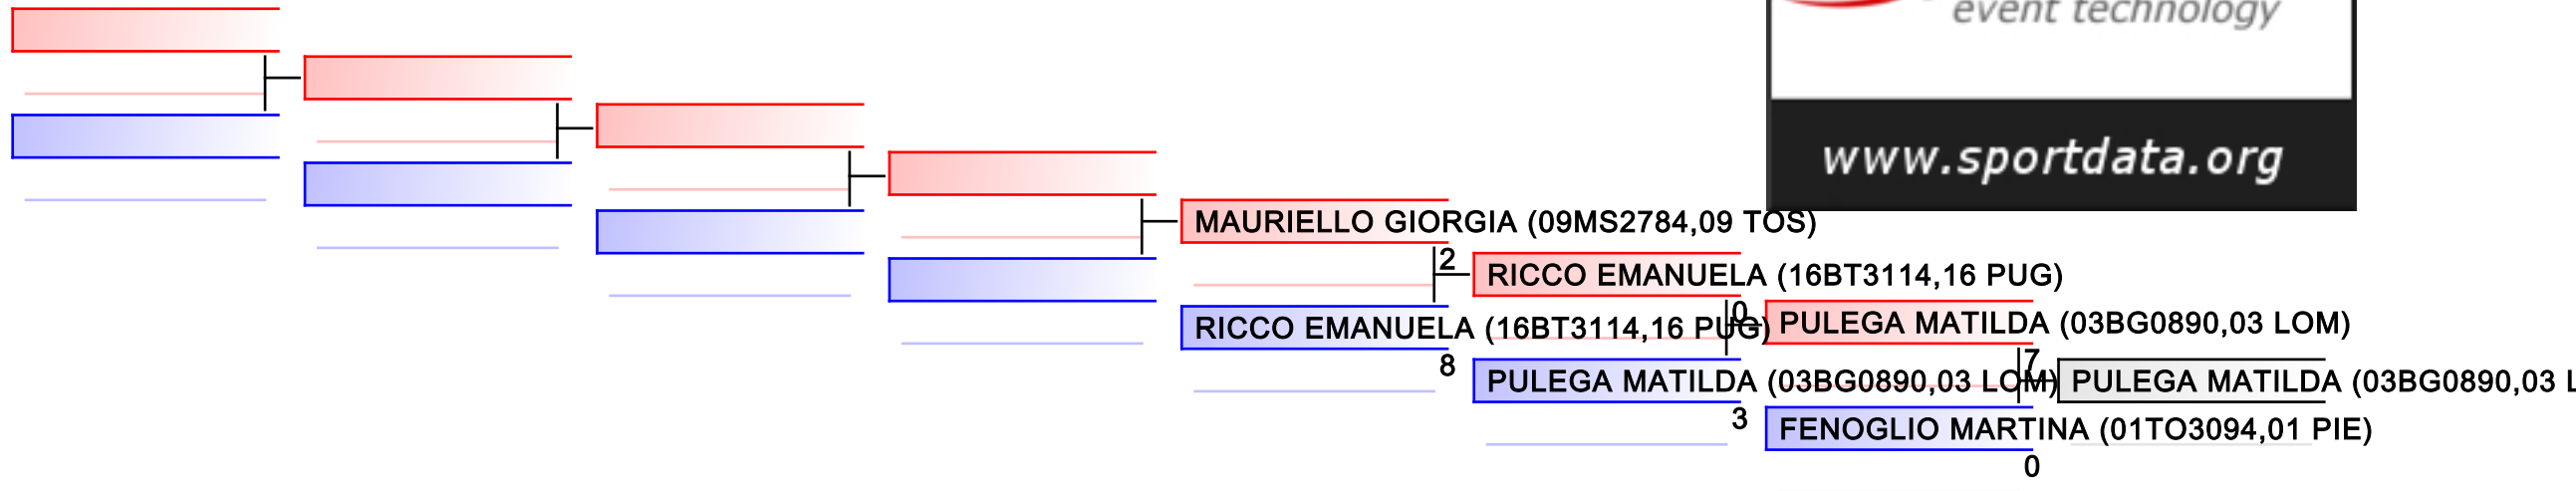 event technology
www.sportdata.org
MAURIELLO GIORGIA (09MS2784,09 TOS)
2
RICCO EMANUELA (16BT3114,16 PUG)
0
RICCO EMANUELA (16BT3114,16 PUG)
PULEGA MATILDA (03BG0890,03 LOM)
8
7
PULEGA MATILDA (03BG0890,03 LOM)
PULEGA MATILDA (03BG0890,03 L
3
FENOGLIO MARTINA (01TO3094,01 PIE)
0